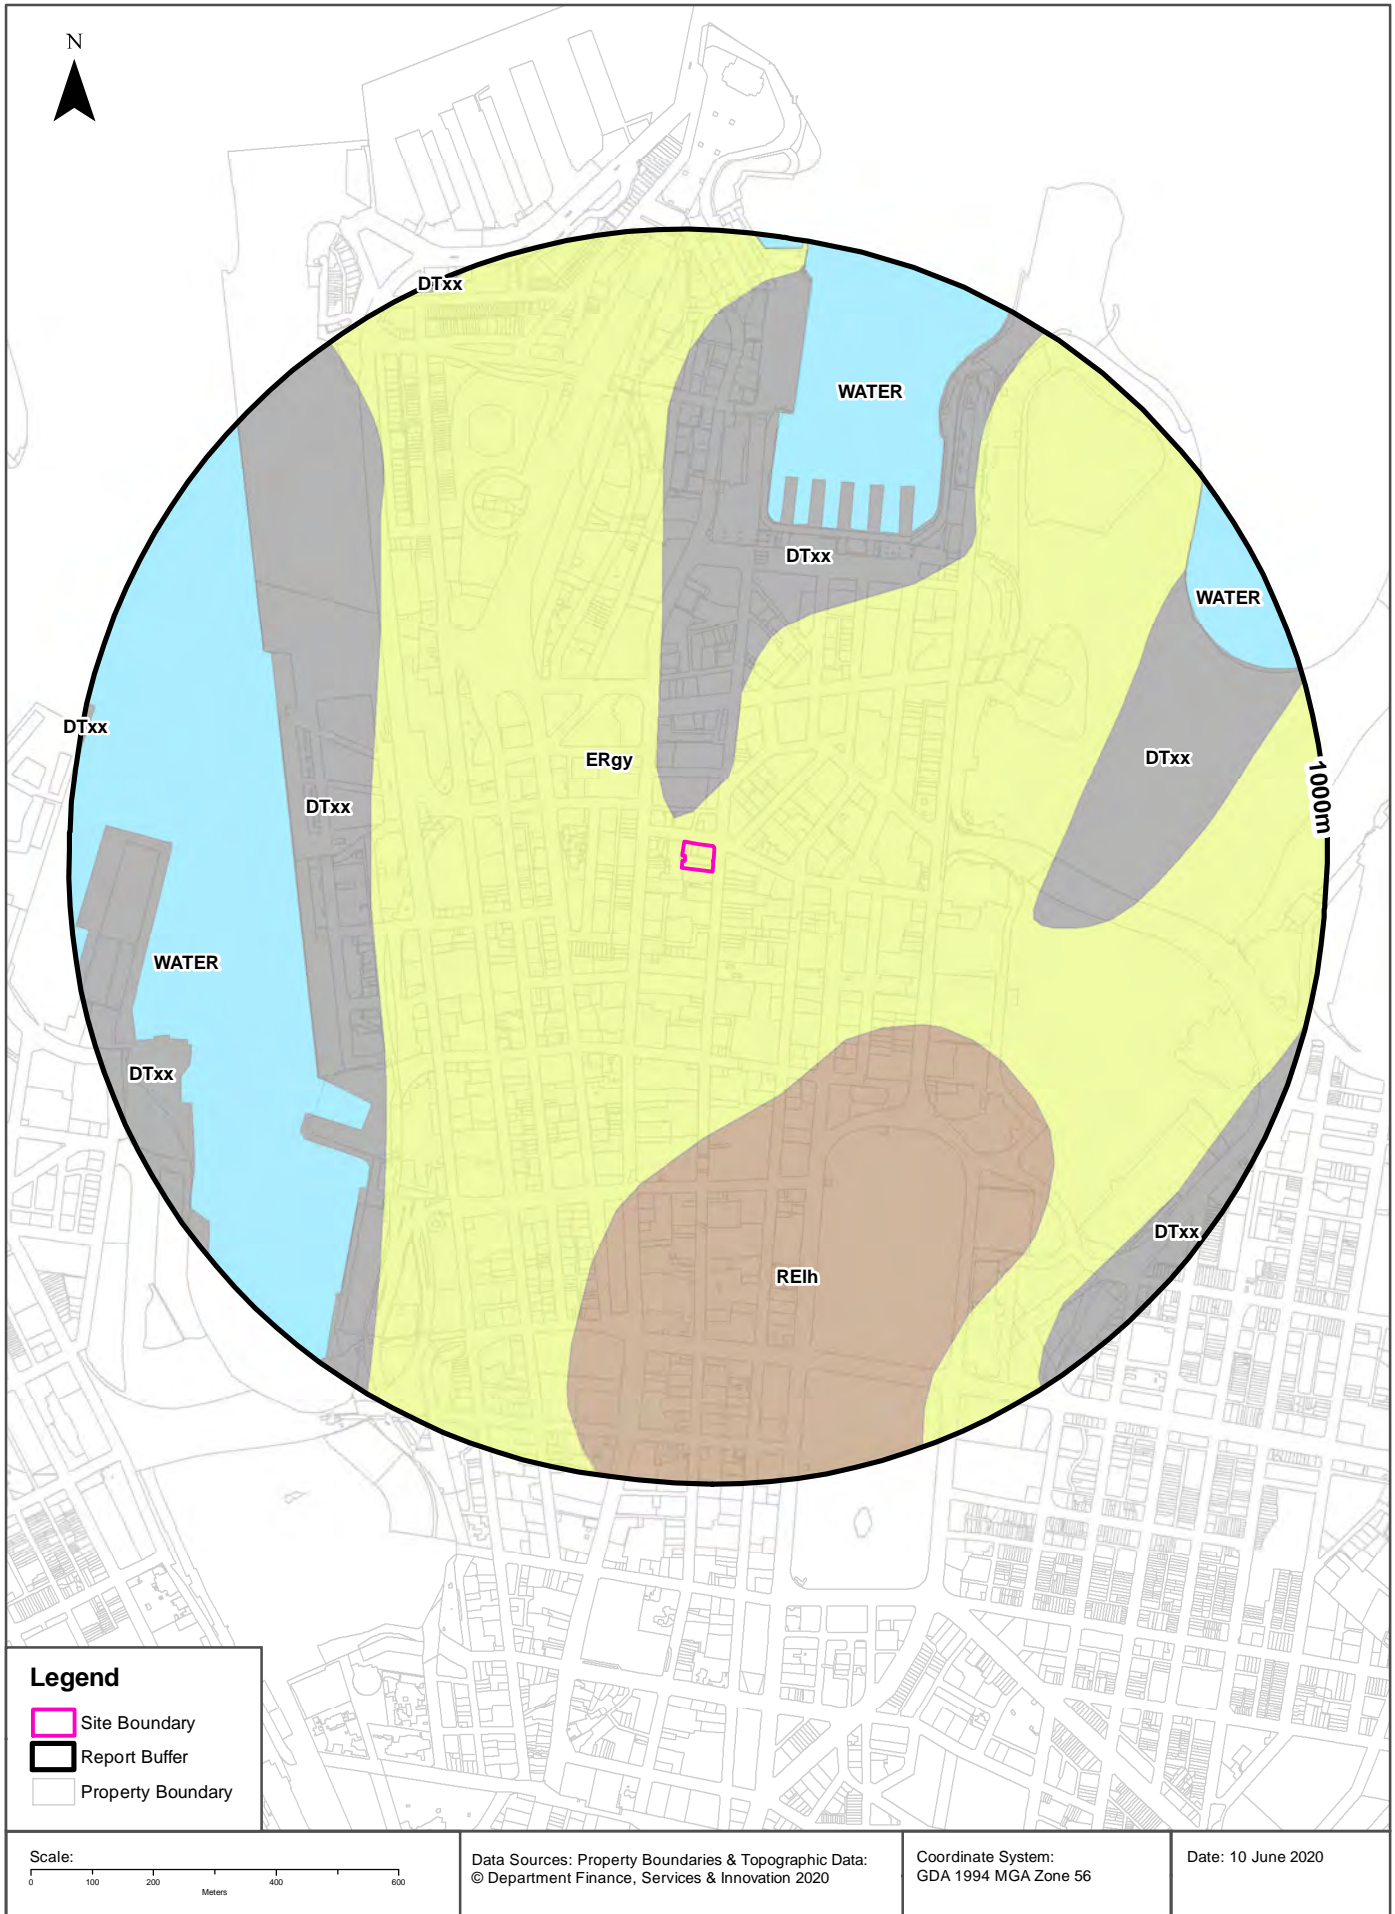 N
DTxx
WATER
DTxx
WATER
DTxx
ERgy
DTxx
1000m
DTxx
WATER
DTxx
DTxx
RElh
Legend
Site Boundary
Report Buffer
Property Boundary
Scale:
0 100 200 400 600
Meters
Data Sources: Property Boundaries & Topographic Data:
© Department Finance, Services & Innovation 2020
Coordinate System:
GDA 1994 MGA Zone 56
Date: 10 June 2020